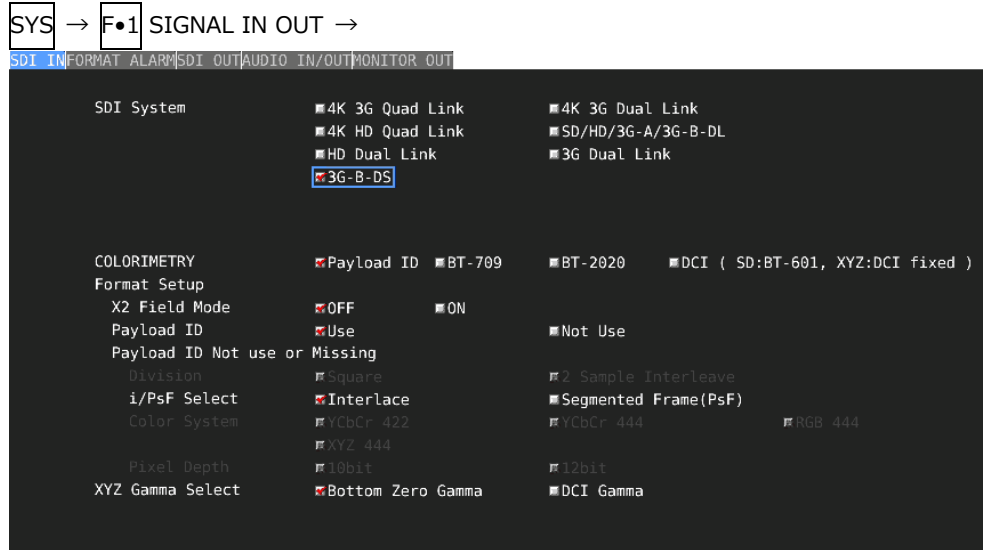 SYS → F•1 SIGNAL IN OUT →
SDI IN FORMAT ALARM SDI OUT AUDIO IN/OUT MONITOR OUT
SDI System 4K 3G Quad Link 4K 3G Dual Link
4K HD Quad Link SD/HD/3G-A/3G-B-DL
HD Dual Link 3G Dual Link
3G-B-DS
COLORIMETRY Payload ID BT-709 BT-2020 DCI ( SD:BT-601, XYZ:DCI fixed )
Format Setup
X2 Field Mode OFF ON
Payload ID Use Not Use
Payload ID Not use or Missing
Division Square 2 Sample Interleave
i/PsF Select Interlace Segmented Frame(PsF)
Color System YCbCr 422 YCbCr 444 RGB 444
XYZ 444
Pixel Depth 10bit 12bit
XYZ Gamma Select Bottom Zero Gamma DCI Gamma